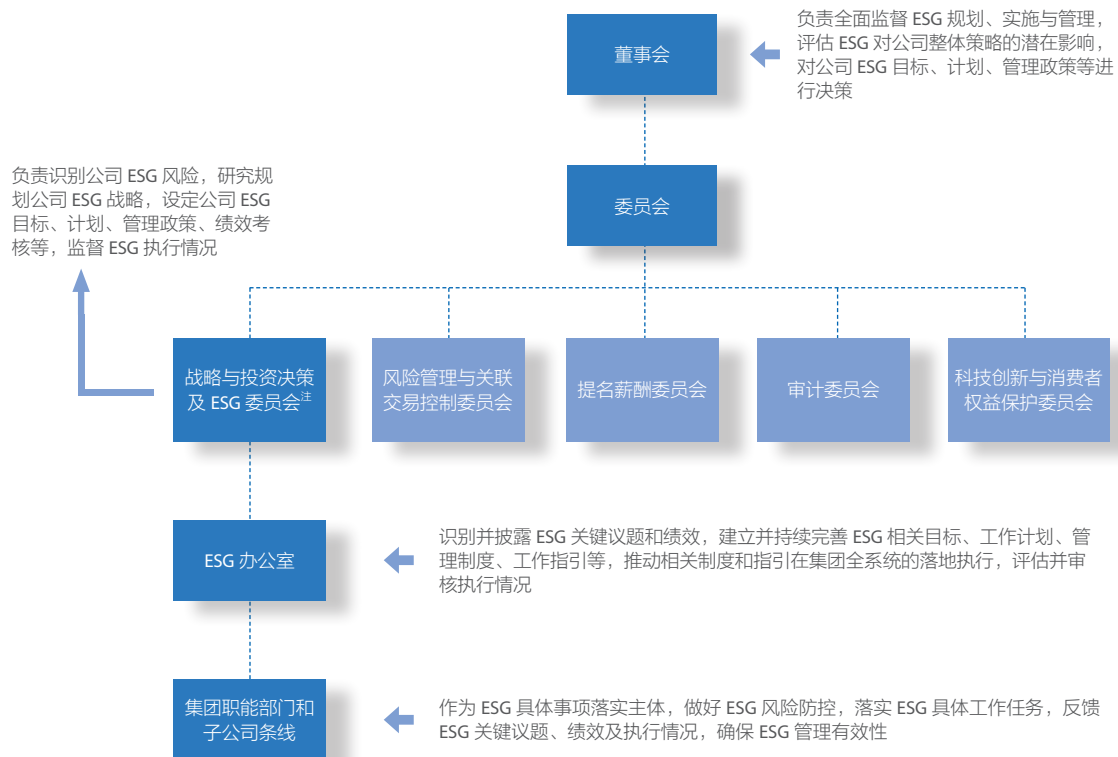 负责全面监督 ESG 规划、实施与管理，
评估 ESG 对公司整体策略的潜在影响，
对公司 ESG 目标、计划、管理政策等进
行决策
董事会
负责识别公司 ESG 风险，研究规
划公司 ESG 战略，设定公司 ESG
目标、计划、管理政策、绩效考
核等，监督 ESG 执行情况
委员会
战略与投资决策
及 ESG 委员会注
风险管理与关联
交易控制委员会
提名薪酬委员会
审计委员会
科技创新与消费者
权益保护委员会
ESG 办公室
识别并披露 ESG 关键议题和绩效，建立并持续完善 ESG 相关目标、工作计划、管
理制度、工作指引等，推动相关制度和指引在集团全系统的落地执行，评估并审
核执行情况
集团职能部门和
子公司条线
作为 ESG 具体事项落实主体，做好 ESG 风险防控，落实 ESG 具体工作任务，反馈
ESG 关键议题、绩效及执行情况，确保 ESG 管理有效性